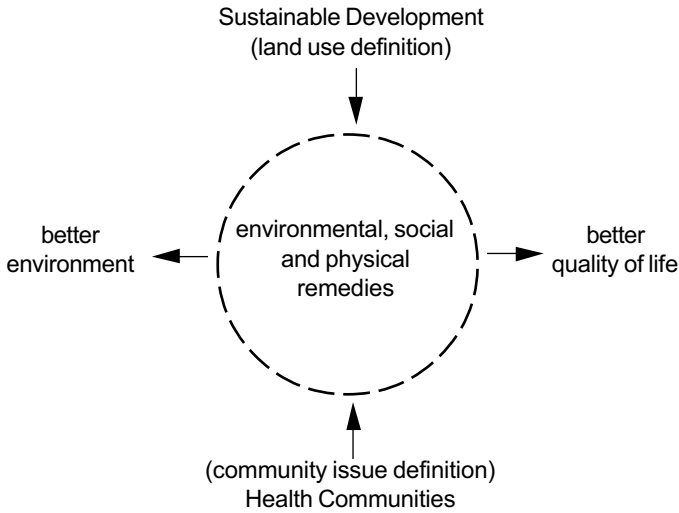 Sustainable Development
(land use definition)
environmental, social
and physical
remedies
better
environment
better
quality of life
(community issue definition)
Health Communities